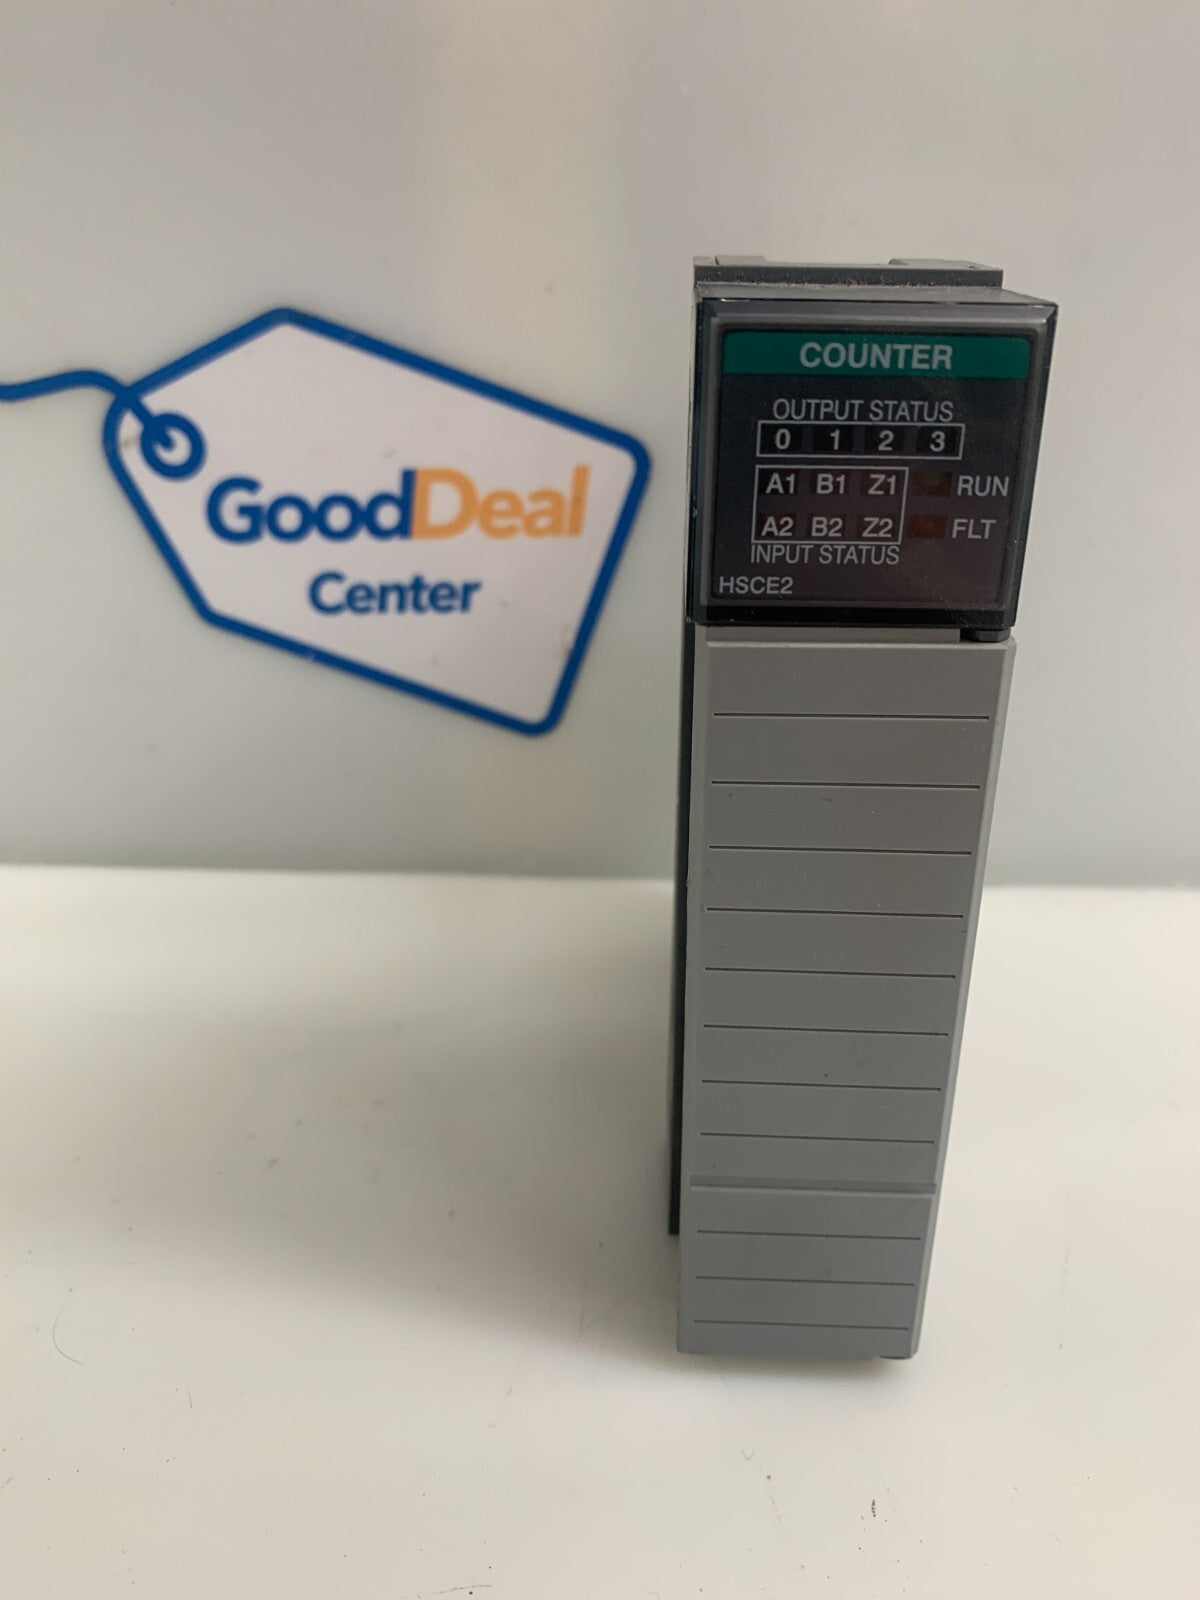 GoodDeal
Center
COUNTER
OUTPUT STATUS
0 1 2 3
A1 B1 Z1 RUN
A2 B2 Z2 FLT
INPUT STATUS
HSCE2